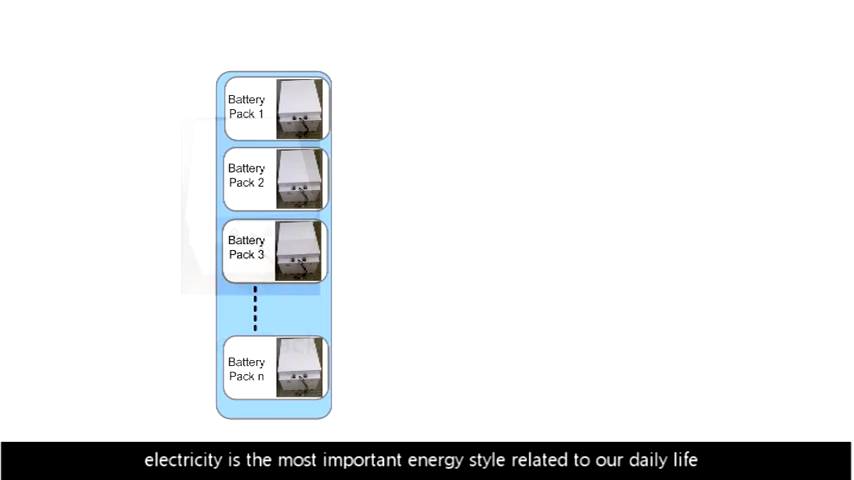 Battery
Pack 1
Battery
Pack 2
Battery
Pack 3
Battery
Pack n
electricity is the most important energy style related to our daily life